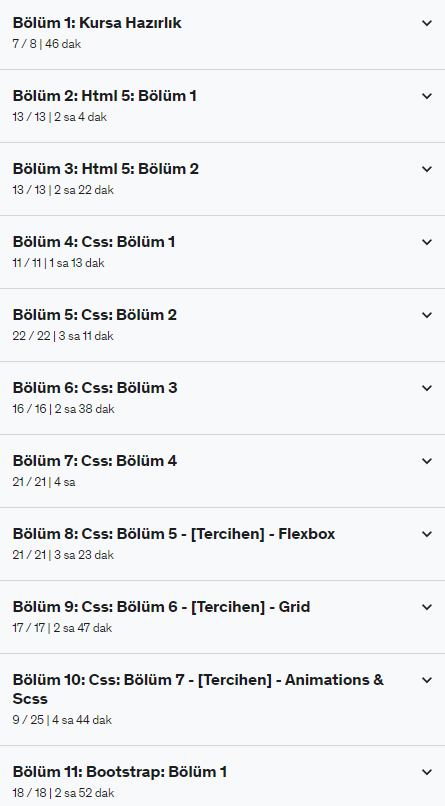 Bölüm 1: Kursa Hazırlık
7 / 8 | 46 dak
Bölüm 2: Html 5: Bölüm 1
13 / 13 | 2 sa 4 dak
Bölüm 3: Html 5: Bölüm 2
13 / 13 | 2 sa 22 dak
Bölüm 4: Css: Bölüm 1
11 / 11 | 1 sa 13 dak
Bölüm 5: Css: Bölüm 2
22 / 22 | 3 sa 11 dak
Bölüm 6: Css: Bölüm 3
16 / 16 | 2 sa 38 dak
Bölüm 7: Css: Bölüm 4
21 / 21 | 4 sa
Bölüm 8: Css: Bölüm 5 - [Tercihen] - Flexbox
21 / 21 | 3 sa 23 dak
Bölüm 9: Css: Bölüm 6 - [Tercihen] - Grid
17 / 17 | 2 sa 47 dak
Bölüm 10: Css: Bölüm 7 - [Tercihen] - Animations &
Scss
9 / 25 | 4 sa 44 dak
Bölüm 11: Bootstrap: Bölüm 1
18 / 18 | 2 sa 52 dak